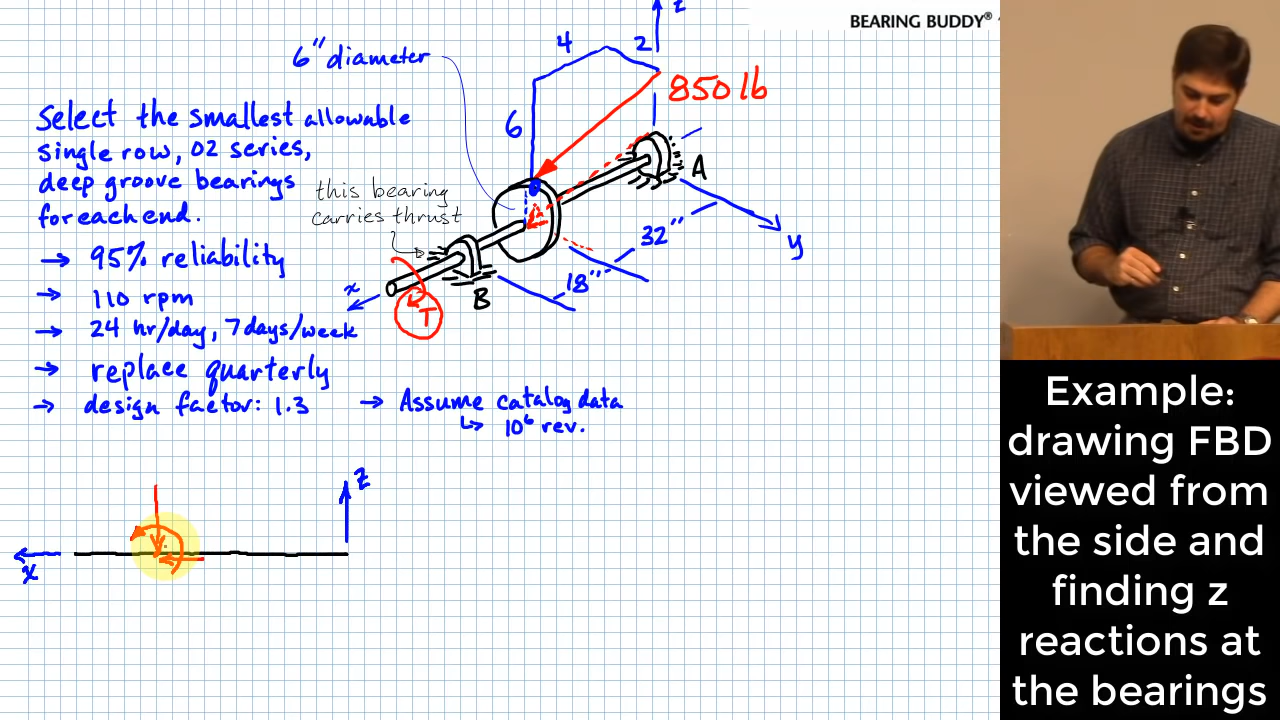 BEARING BUDDY®
z
4
2
6" diameter
850 lb
6
A
Select the smallest allowable
single row, 02 series,
deep groove bearings
for each end.
this bearing
carries thrust
32"
y
18"
B
x
T
→ 95% reliability
→ 110 rpm
→ 24 hr/day, 7 days/week
→ replace quarterly
→ design factor: 1.3
→ Assume catalog data
↳ 10⁶ rev.
z
x
Example:
drawing FBD
viewed from
the side and
finding z
reactions at
the bearings